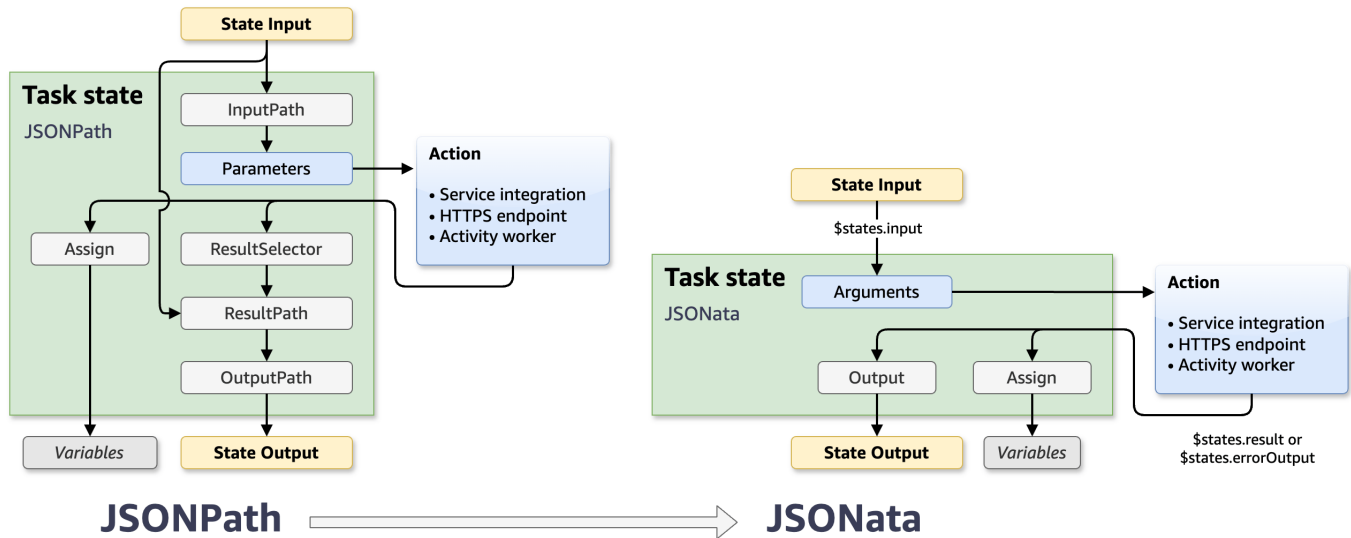 State Input
Task state
JSONPath
InputPath
Parameters
Action
• Service integration
• HTTPS endpoint
• Activity worker
Assign
ResultSelector
ResultPath
OutputPath
Variables
State Output
State Input
$states.input
Task state
JSONata
Arguments
Action
• Service integration
• HTTPS endpoint
• Activity worker
Output
Assign
State Output
Variables
$states.result or
$states.errorOutput
JSONPath
JSONata